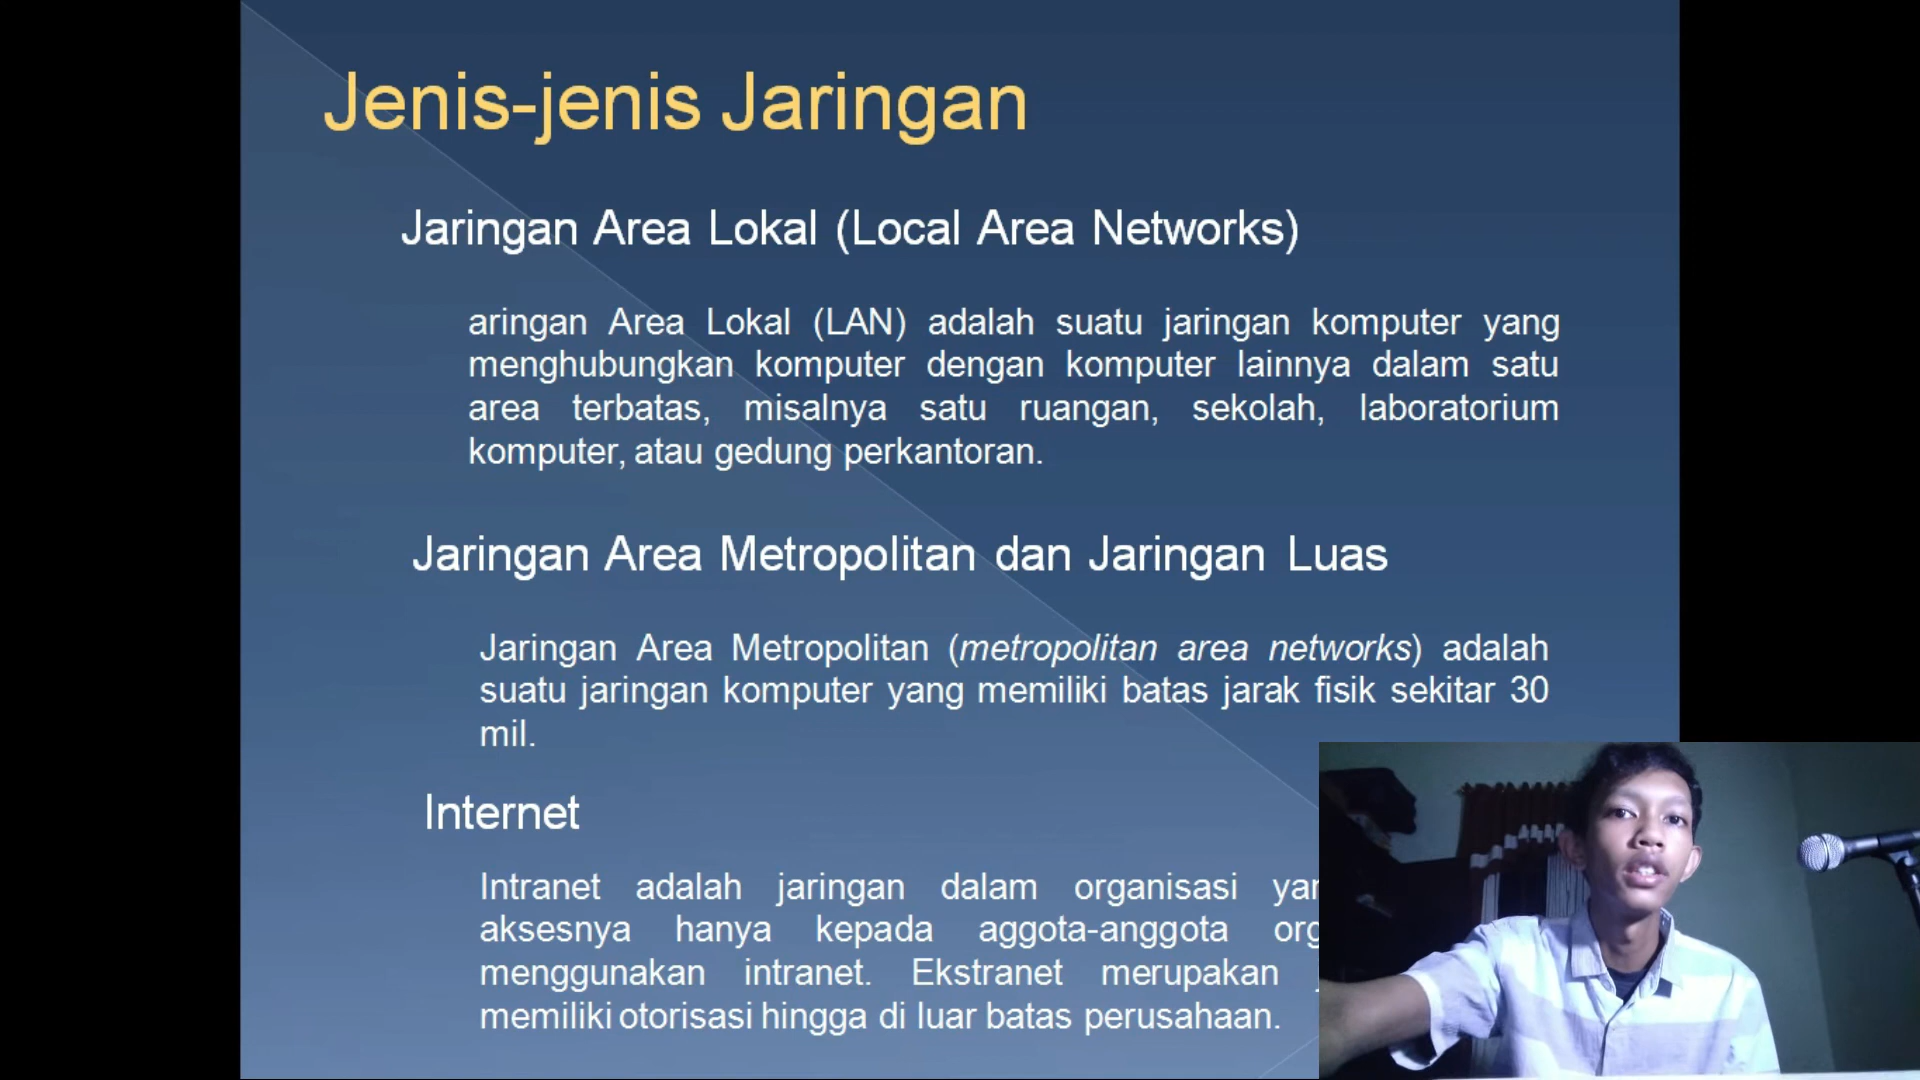 Jenis-jenis Jaringan
Jaringan Area Lokal (Local Area Networks)
aringan Area Lokal (LAN) adalah suatu jaringan komputer yang
menghubungkan komputer dengan komputer lainnya dalam satu
area terbatas, misalnya satu ruangan, sekolah, laboratorium
komputer, atau gedung perkantoran.
Jaringan Area Metropolitan dan Jaringan Luas
Jaringan Area Metropolitan (metropolitan area networks) adalah
suatu jaringan komputer yang memiliki batas jarak fisik sekitar 30
mil.
Internet
Intranet adalah jaringan dalam organisasi
aksesnya hanya kepada aggota-anggota
menggunakan intranet. Ekstranet merupakan
memiliki otorisasi hingga di luar batas perusahaan.